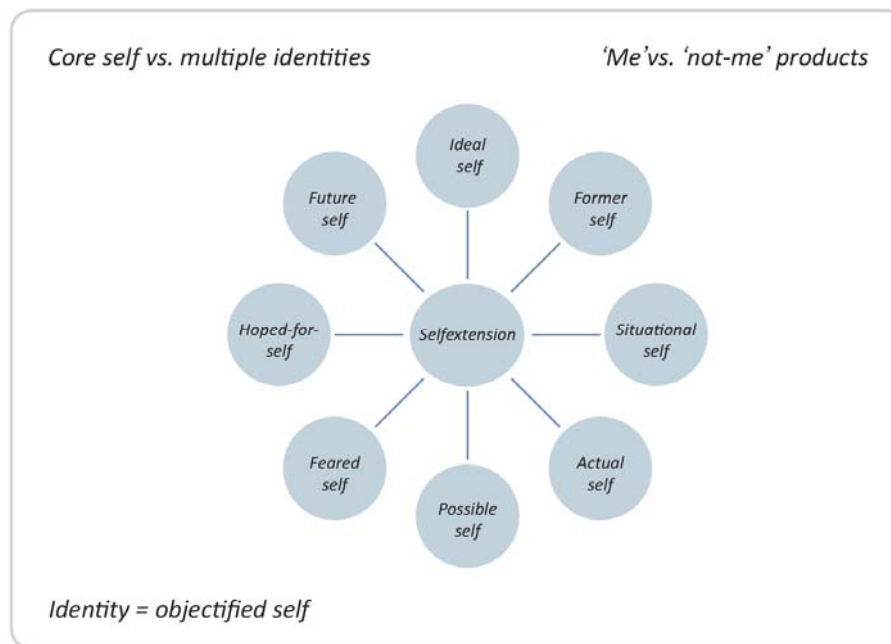 Core self vs. multiple identities
‘Me’vs. ‘not-me’ products
Ideal
self
Future
self
Former
self
Hoped-for-
self
Selfextension
Situational
self
Feared
self
Actual
self
Possible
self
Identity = objectified self